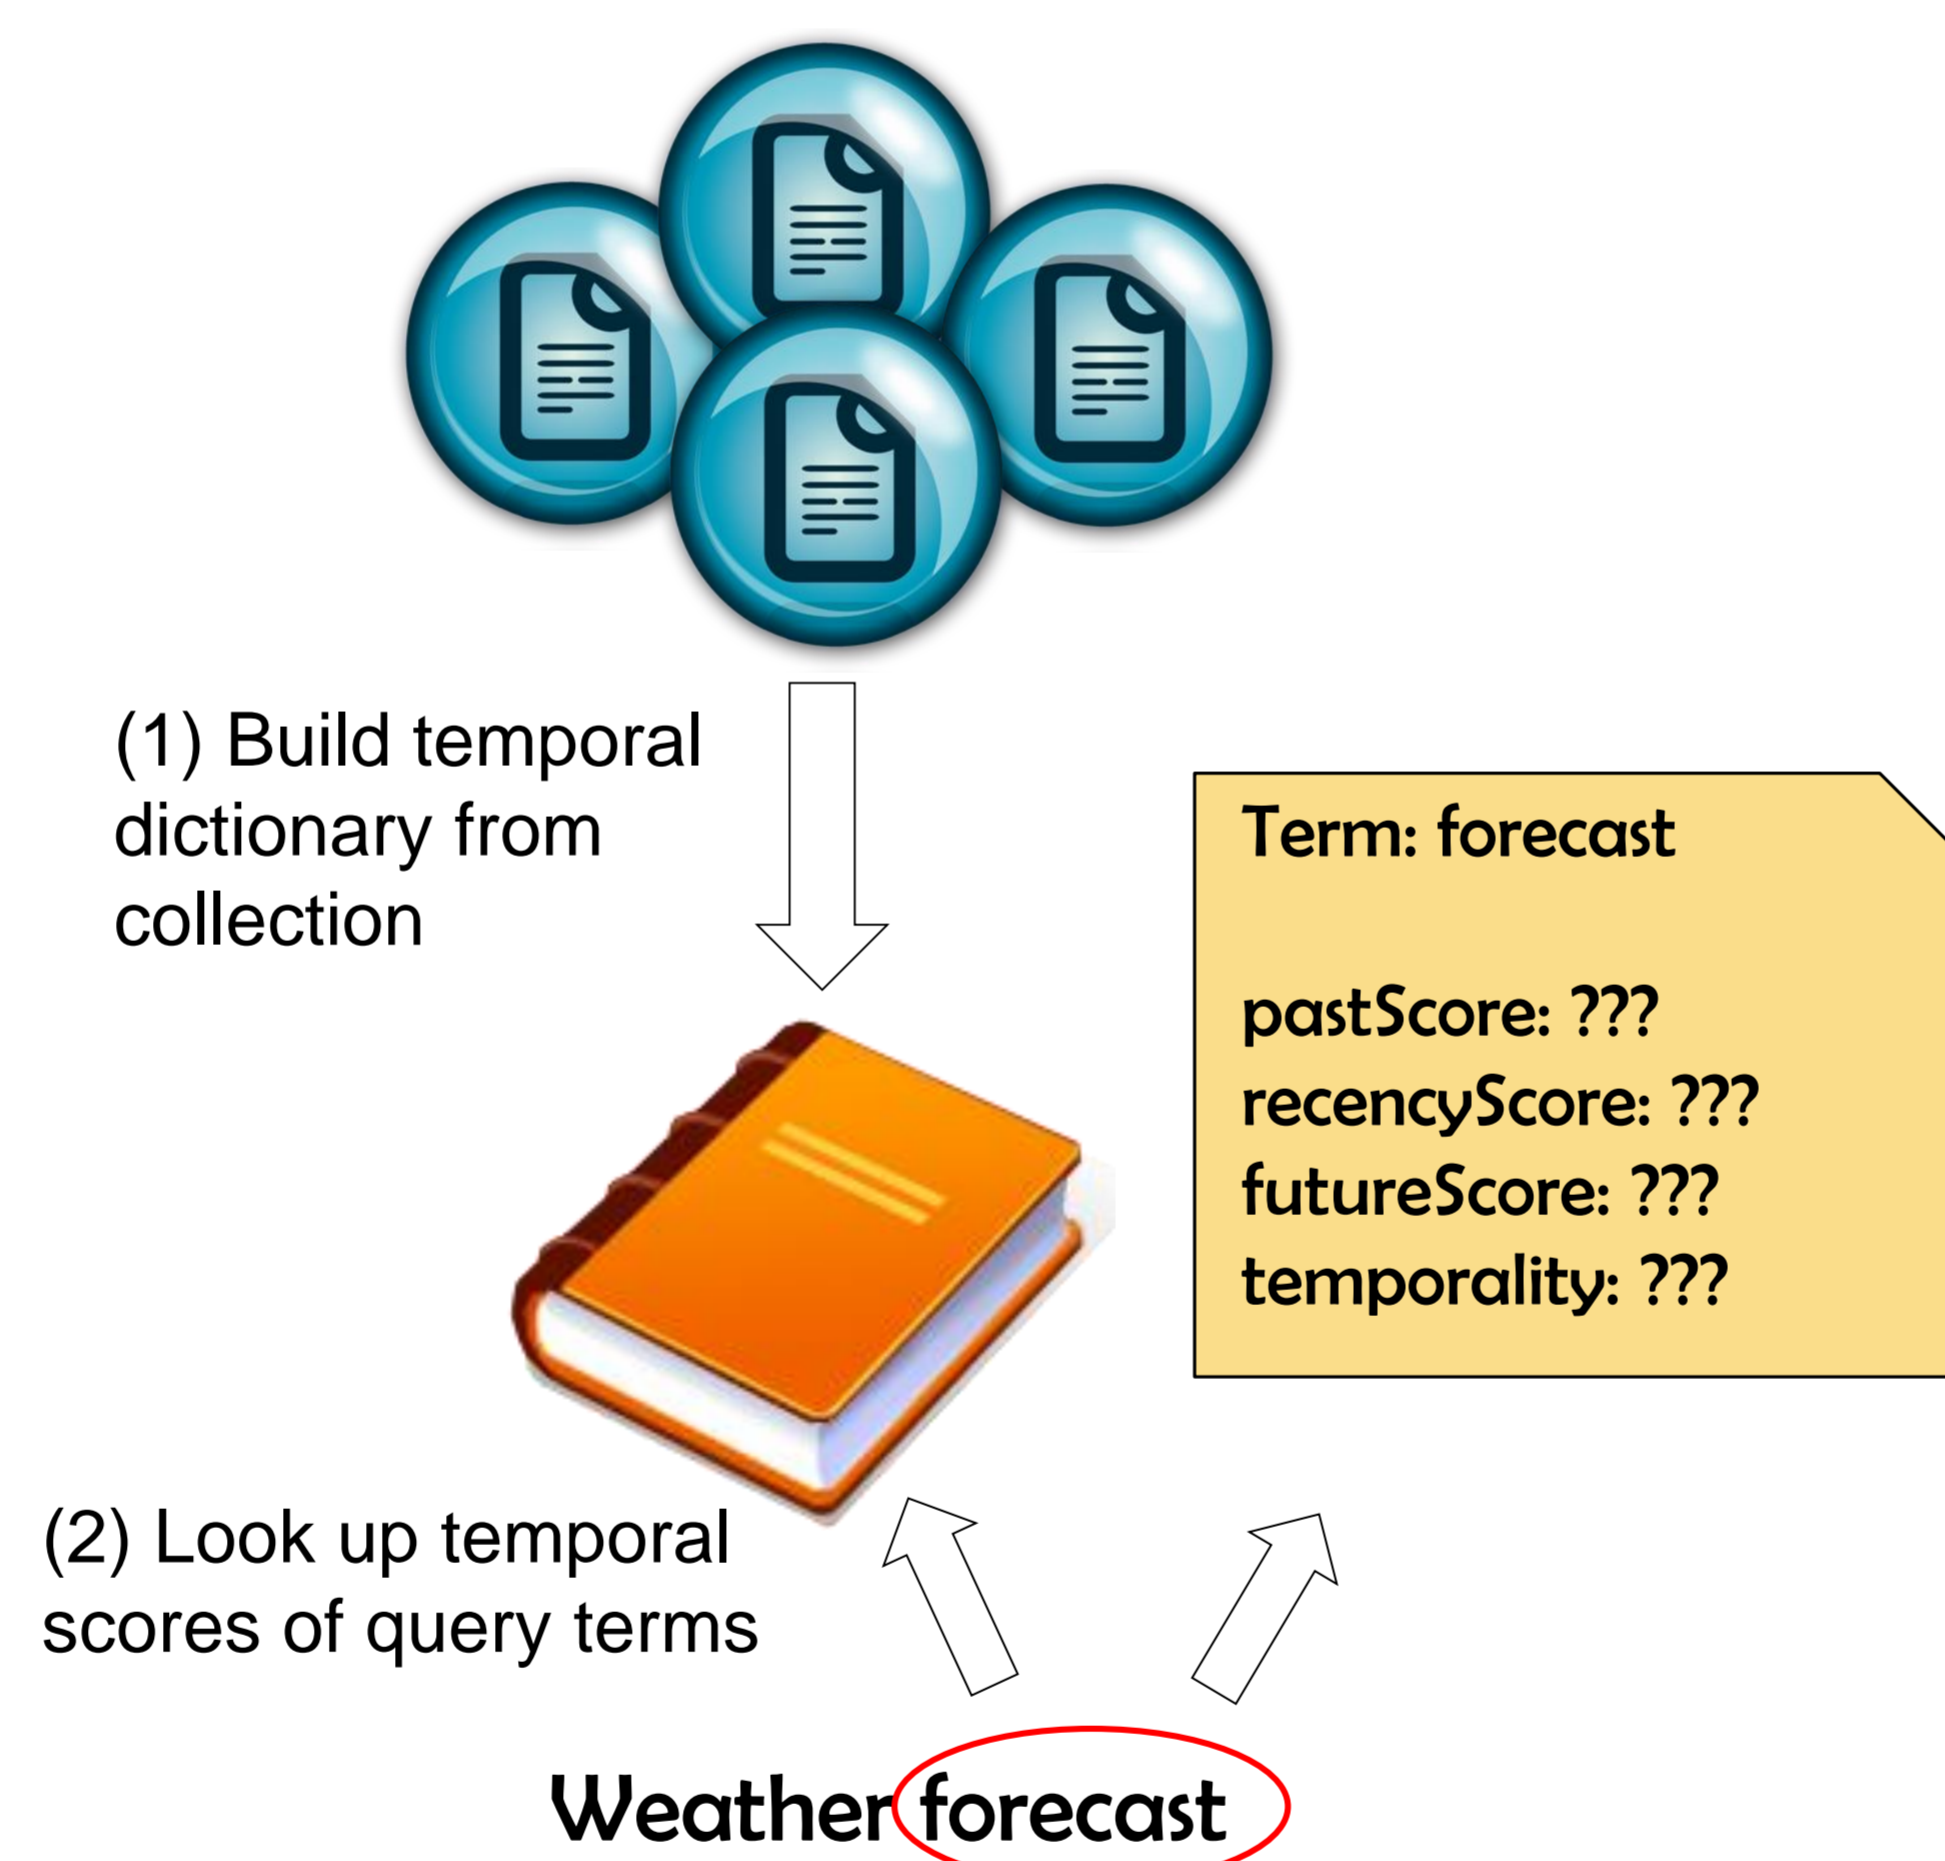 (1) Build temporal
dictionary from
collection
Term: forecast
pastScore: ???
recencyScore: ???
futureScore: ???
temporality: ???
(2) Look up temporal
scores of query terms
Weather forecast